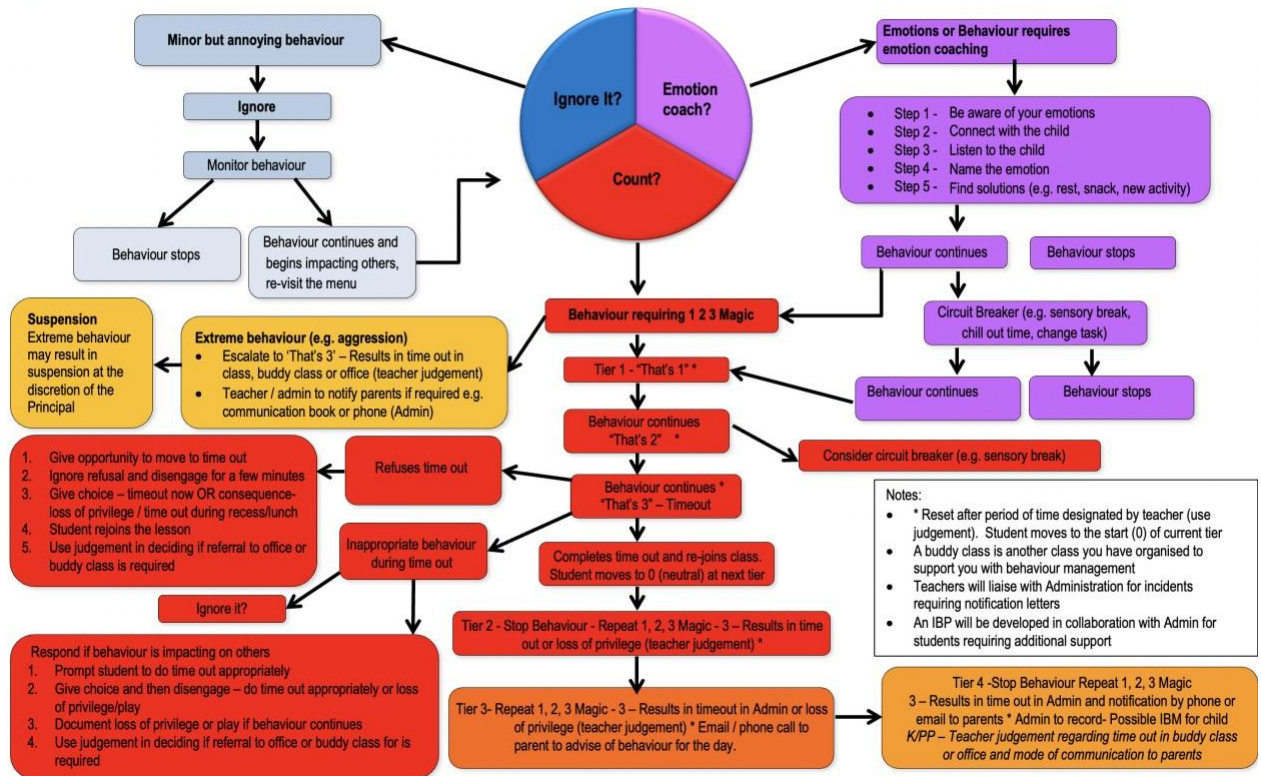 Minor but annoying behaviour
Ignore
Monitor behaviour
Behaviour stops
Behaviour continues and
begins impacting others,
re-visit the menu
Ignore It?
Emotion
coach?
Count?
Emotions or Behaviour requires
emotion coaching
• Step 1 - Be aware of your emotions
• Step 2 - Connect with the child
• Step 3 - Listen to the child
• Step 4 - Name the emotion
• Step 5 - Find solutions (e.g. rest, snack, new activity)
Behaviour continues
Behaviour stops
Circuit Breaker (e.g. sensory break,
chill out time, change task)
Behaviour continues
Behaviour stops
Behaviour requiring 1 2 3 Magic
Suspension
Extreme behaviour
may result in
suspension at the
discretion of the
Principal
Extreme behaviour (e.g. aggression)
• Escalate to ‘That’s 3’ – Results in time out in
class, buddy class or office (teacher judgement)
• Teacher / admin to notify parents if required e.g.
communication book or phone (Admin)
Tier 1 - “That’s 1” *
Behaviour continues
“That’s 2” *
Consider circuit breaker (e.g. sensory break)
Behaviour continues *
“That’s 3” – Timeout
Refuses time out
1. Give opportunity to move to time out
2. Ignore refusal and disengage for a few minutes
3. Give choice – timeout now OR consequence-
loss of privilege / time out during recess/lunch
4. Student rejoins the lesson
5. Use judgement in deciding if referral to office or
buddy class is required
Inappropriate behaviour
during time out
Ignore it?
Respond if behaviour is impacting on others
1. Prompt student to do time out appropriately
2. Give choice and then disengage – do time out appropriately or loss
of privilege/play
3. Document loss of privilege or play if behaviour continues
4. Use judgement in deciding if referral to office or buddy class for is
required
Completes time out and re-joins class.
Student moves to 0 (neutral) at next tier
Tier 2 - Stop Behaviour - Repeat 1, 2, 3 Magic - 3 – Results in time
out or loss of privilege (teacher judgement) *
Tier 3- Repeat 1, 2, 3 Magic - 3 – Results in timeout in Admin or loss
of privilege (teacher judgement) * Email / phone call to
parent to advise of behaviour for the day.
Notes:
• * Reset after period of time designated by teacher (use
judgement). Student moves to the start (0) of current tier
• A buddy class is another class you have organised to
support you with behaviour management
• Teachers will liaise with Administration for incidents
requiring notification letters
• An IBP will be developed in collaboration with Admin for
students requiring additional support
Tier 4 -Stop Behaviour Repeat 1, 2, 3 Magic
3 – Results in time out in Admin and notification by phone or
email to parents * Admin to record- Possible IBM for child
K/PP – Teacher judgement regarding time out in buddy class
or office and mode of communication to parents